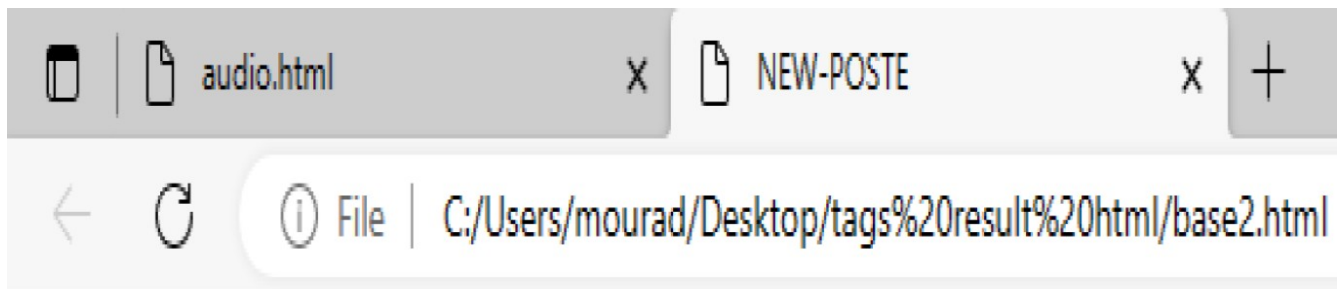 audio.html x NEW-POSTE x +
File C:/Users/mourad/Desktop/tags%20result%20html/base2.html